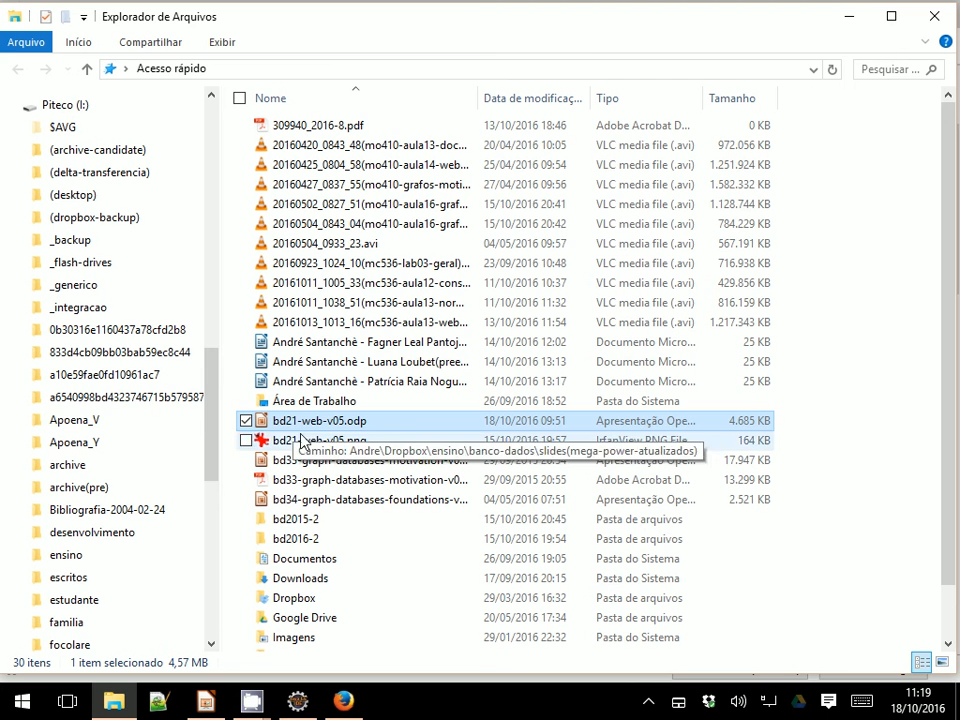 Explorador de Arquivos
Arquivo Início Compartilhar Exibir
Acesso rápido Pesquisar ...
Piteco (I:)
$AVG
(archive-candidate)
(delta-transferencia)
(desktop)
(dropbox-backup)
_backup
_flash-drives
_generico
_integracao
0b30316e1160437a78cfd2b8
833d4cb09bb03bab59ec8c44
a10e59fae0fd10961ac7
a6540998bd4323746715b579587
Apoena_V
Apoena_Y
archive
archive(pre)
Bibliografia-2004-02-24
desenvolvimento
ensino
escritos
estudante
familia
focolare
Nome Data de modificaç... Tipo Tamanho
309940_2016-8.pdf 13/10/2016 18:46 Adobe Acrobat D... 0 KB
20160420_0843_48(mo410-aula13-doc... 20/04/2016 10:05 VLC media file (.avi) 972.056 KB
20160425_0804_58(mo410-aula14-web... 25/04/2016 09:54 VLC media file (.avi) 1.251.924 KB
20160427_0837_55(mo410-grafos-moti... 27/04/2016 09:56 VLC media file (.avi) 1.582.332 KB
20160502_0827_51(mo410-aula16-graf... 15/10/2016 20:41 VLC media file (.avi) 1.128.744 KB
20160504_0843_04(mo410-aula16-graf... 15/10/2016 20:42 VLC media file (.avi) 784.229 KB
20160504_0933_23.avi 04/05/2016 09:57 VLC media file (.avi) 567.191 KB
20160923_1024_10(mc536-lab03-geral)... 23/09/2016 10:48 VLC media file (.avi) 716.938 KB
20161011_1005_33(mc536-aula12-cons... 11/10/2016 10:37 VLC media file (.avi) 429.856 KB
20161011_1038_51(mc536-aula13-nor... 11/10/2016 11:32 VLC media file (.avi) 816.159 KB
20161013_1013_16(mc536-aula13-web... 13/10/2016 11:54 VLC media file (.avi) 1.217.343 KB
André Santanchè - Fagner Leal Pantoj... 14/10/2016 12:02 Documento Micro... 25 KB
André Santanchè - Luana Loubet(pree... 14/10/2016 13:13 Documento Micro... 25 KB
André Santanchè - Patrícia Raia Nogu... 14/10/2016 13:17 Documento Micro... 25 KB
Área de Trabalho 26/09/2016 18:52 Pasta do Sistema
bd21-web-v05.odp 18/10/2016 09:51 Apresentação Ope... 4.685 KB
bd21-web-v05.png 15/10/2016 19:57 IrfanView PNG File 164 KB
Caminho: Andre\Dropbox\ensino\banco-dados\slides(mega-power-atualizados)
17.947 KB
bd33-graph-databases-motivation-v0... 29/09/2015 20:55 Adobe Acrobat D... 13.299 KB
bd34-graph-databases-foundations-v... 04/05/2016 07:51 Apresentação Ope... 2.521 KB
bd2015-2 15/10/2016 20:45 Pasta de arquivos
bd2016-2 15/10/2016 19:54 Pasta de arquivos
Documentos 26/09/2016 19:05 Pasta do Sistema
Downloads 17/09/2016 20:15 Pasta do Sistema
Dropbox 29/03/2016 16:32 Pasta de arquivos
Google Drive 20/05/2016 17:34 Pasta de arquivos
Imagens 29/01/2016 22:32 Pasta do Sistema
30 itens 1 item selecionado 4,57 MB
11:19
18/10/2016